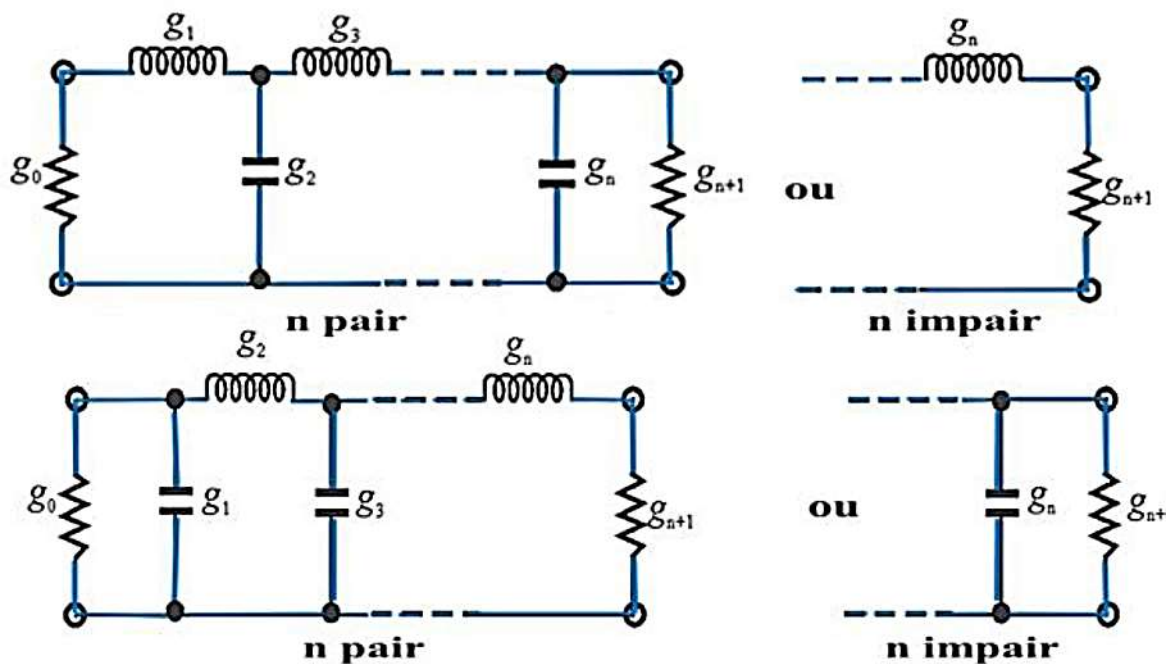 g₁ g₃ gₙ
g₀ g₂ gₙ gₙ₊₁ ou gₙ₊₁
n pair n impair
g₂ gₙ
g₀ g₁ g₃ gₙ₊₁ ou gₙ gₙ₊
n pair n impair